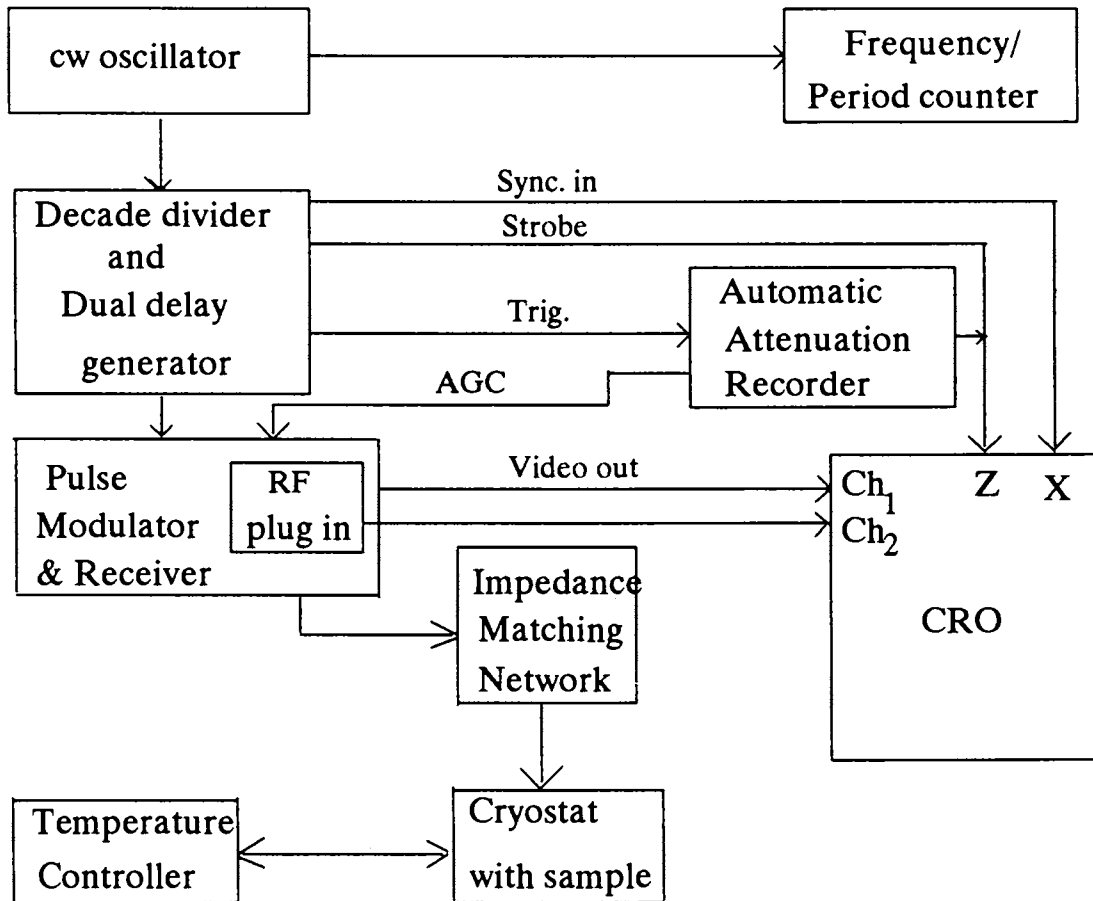 cw oscillator
Frequency/
Period counter
Decade divider
and
Dual delay
generator
Sync. in
Strobe
Trig.
AGC
Automatic
Attenuation
Recorder
Pulse
Modulator
& Receiver
RF
plug in
Video out
Ch1
Ch2
Z
X
CRO
Impedance
Matching
Network
Temperature
Controller
Cryostat
with sample